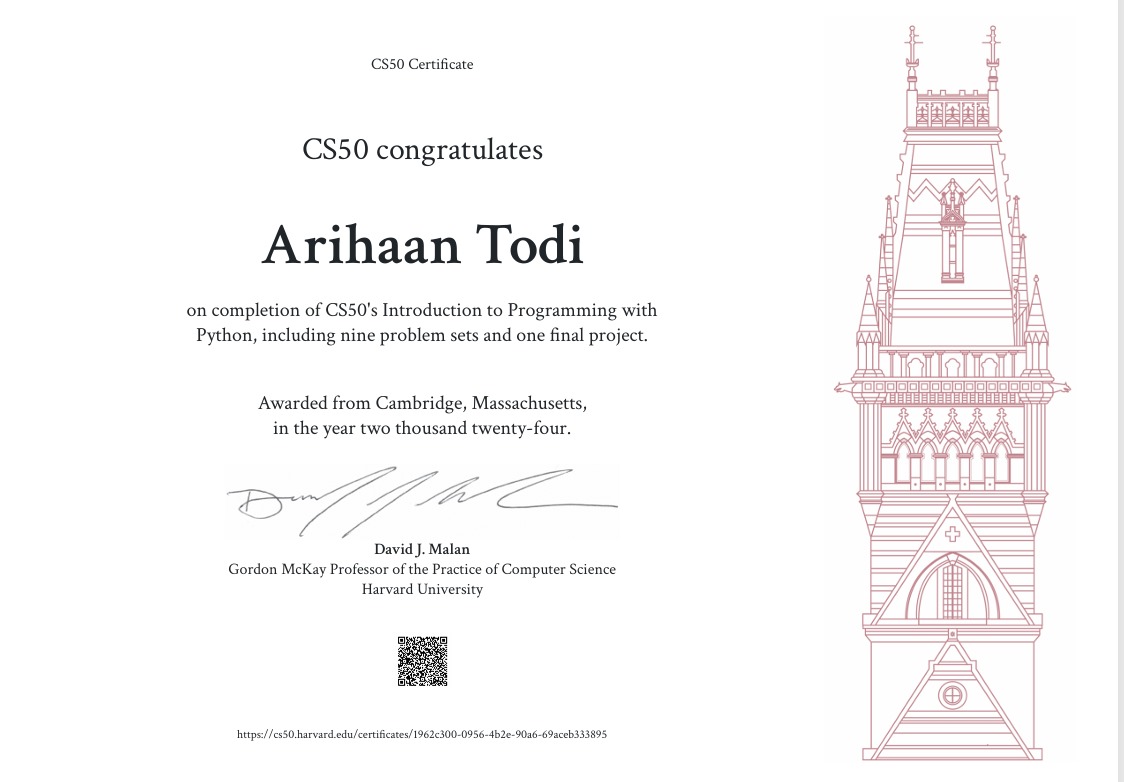 CS50 Certificate
CS50 congratulates
Arihaan Todi
on completion of CS50's Introduction to Programming with
Python, including nine problem sets and one final project.
Awarded from Cambridge, Massachusetts,
in the year two thousand twenty-four.
David J. Malan
Gordon McKay Professor of the Practice of Computer Science
Harvard University
https://cs50.harvard.edu/certificates/1962c300-0956-4b2e-90a6-69aceb333895